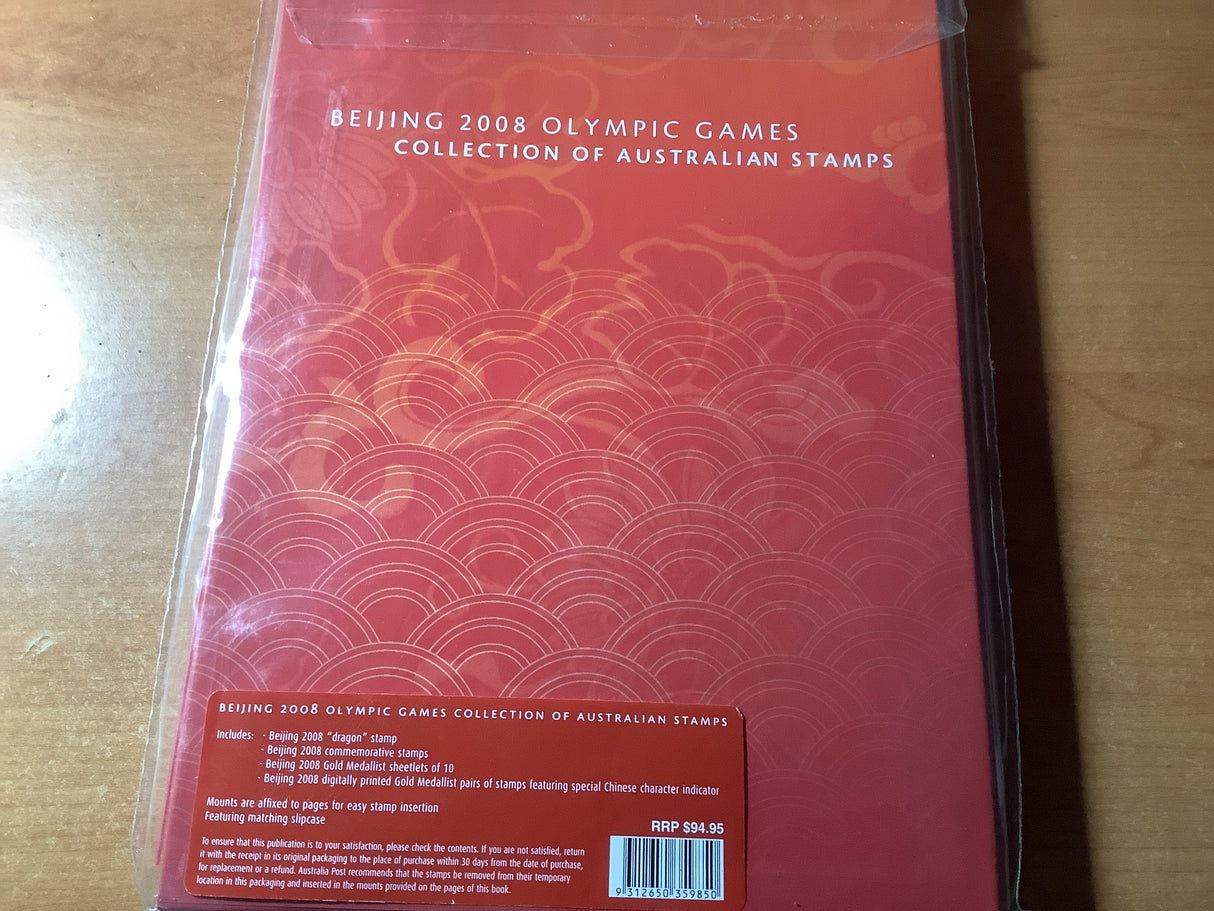 BEIJING 2008 OLYMPIC GAMES
COLLECTION OF AUSTRALIAN STAMPS
BEIJING 2008 OLYMPIC GAMES COLLECTION OF AUSTRALIAN STAMPS
Includes: - Beijing 2008 “dragon” stamp
- Beijing 2008 commemorative stamps
- Beijing 2008 Gold Medallist sheetlets of 10
- Beijing 2008 digitally printed Gold Medallist pairs of stamps featuring special Chinese character indicator
Mounts are affixed to pages for easy stamp insertion
Featuring matching slipcase
RRP $94.95
To ensure that this publication is to your satisfaction, please check the contents. If you are not satisfied, return
it with the receipt in its original packaging to the place of purchase within 30 days from the date of purchase,
for replacement or a refund. Australia Post recommends that the stamps be removed from their temporary
location in this packaging and inserted in the mounts provided on the pages of this book.
9 312650 359850